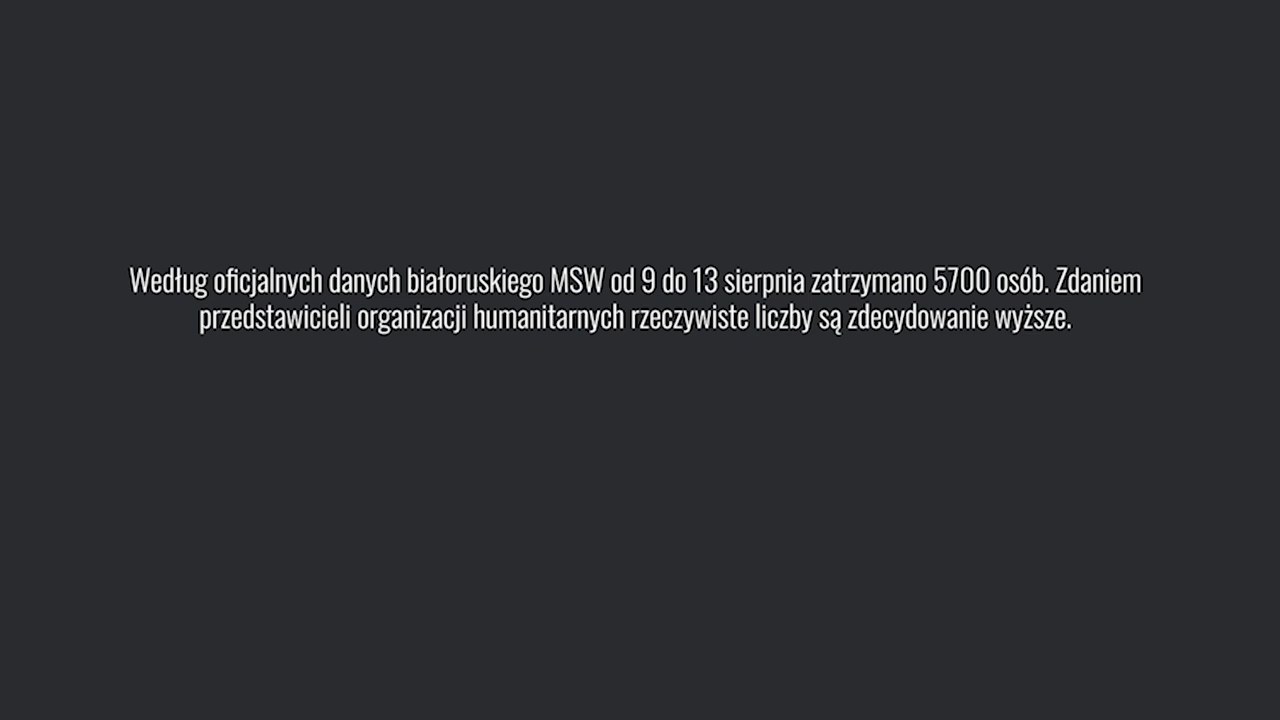 Według oficjalnych danych białoruskiego MSW od 9 do 13 sierpnia zatrzymano 5700 osób. Zdaniem
przedstawicieli organizacji humanitarnych rzeczywiste liczby są zdecydowanie wyższe.